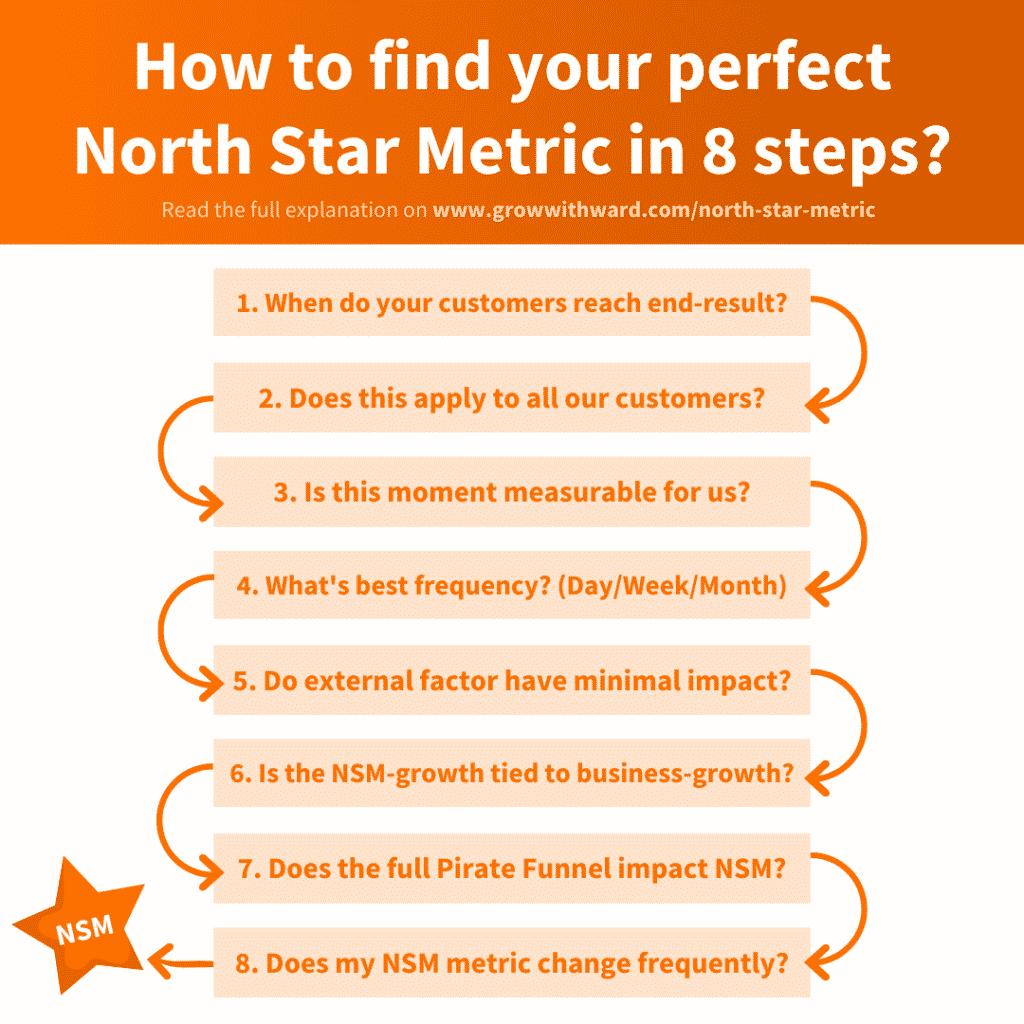 How to find your perfect
North Star Metric in 8 steps?
Read the full explanation on www.growwithward.com/north-star-metric
1. When do your customers reach end-result?
2. Does this apply to all our customers?
3. Is this moment measurable for us?
4. What's best frequency? (Day/Week/Month)
5. Do external factor have minimal impact?
6. Is the NSM-growth tied to business-growth?
7. Does the full Pirate Funnel impact NSM?
8. Does my NSM metric change frequently?
NSM